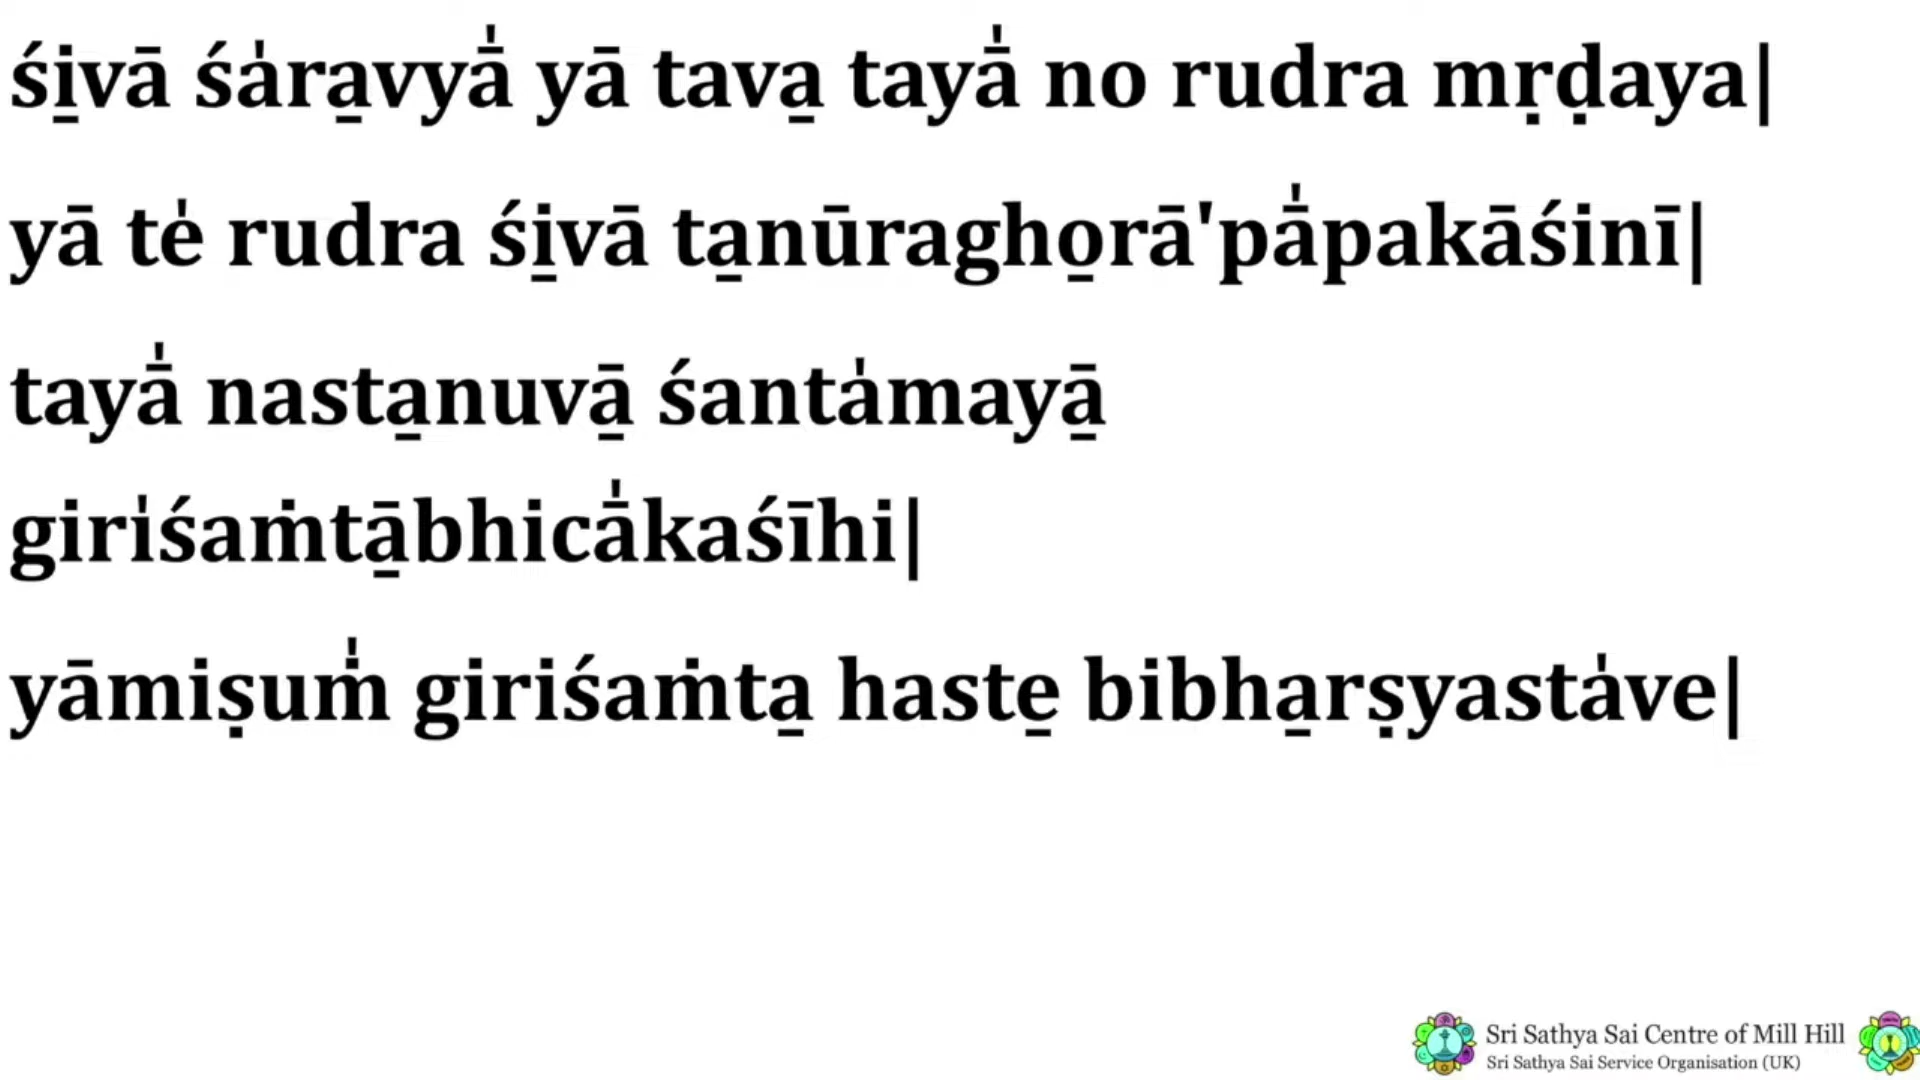 śi̱vā śa̍ra̱vyā̍ yā tava̱ tayā̍ no rudra mṛḍaya|
yā te̍ rudra śi̱vā ta̱nūragho̱rā'pā̍pakāśinī|
tayā̍ nasta̱nuvā̱ śanta̍mayā̱
giri̍śaṁtā̱bhicā̍kaśīhi|
yāmiṣuṁ̍ giriśaṁta̱ haste̱ bibha̱rṣyasta̍ve|
Sri Sathya Sai Centre of Mill Hill
Sri Sathya Sai Service Organisation (UK)